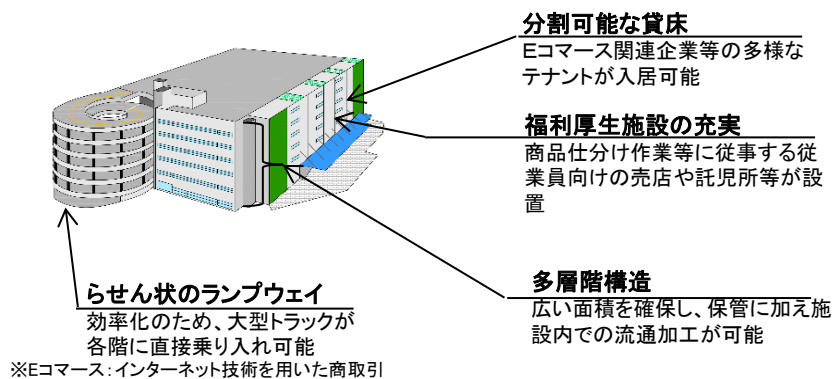 分割可能な貸床
Eコマース関連企業等の多様な
テナントが入居可能
福利厚生施設の充実
商品仕分け作業等に従事する従
業員向けの売店や託児所等が設
置
多層階構造
広い面積を確保し、保管に加え施
設内での流通加工が可能
らせん状のランプウェイ
効率化のため、大型トラックが
各階に直接乗り入れ可能
※Eコマース：インターネット技術を用いた商取引